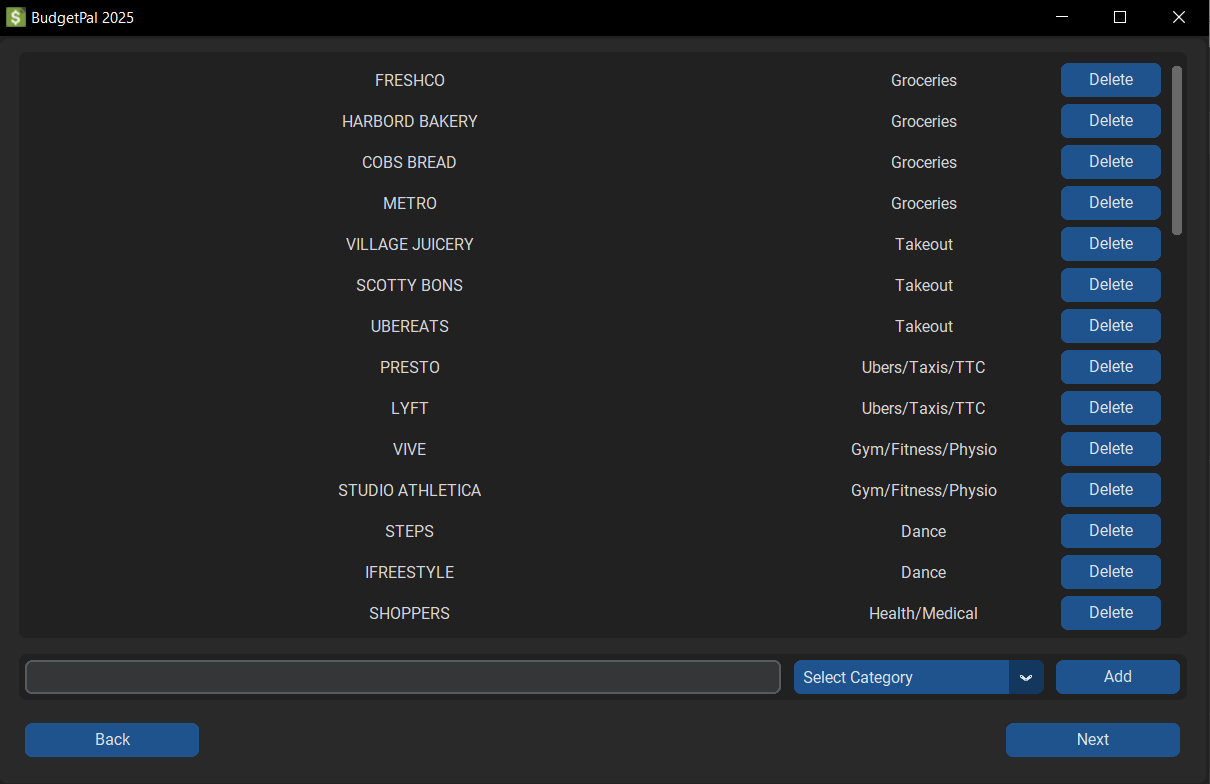 BudgetPal 2025
FRESHCO Groceries Delete
HARBORD BAKERY Groceries Delete
COBS BREAD Groceries Delete
METRO Groceries Delete
VILLAGE JUICERY Takeout Delete
SCOTTY BONS Takeout Delete
UBEREATS Takeout Delete
PRESTO Ubers/Taxis/TTC Delete
LYFT Ubers/Taxis/TTC Delete
VIVE Gym/Fitness/Physio Delete
STUDIO ATHLETICA Gym/Fitness/Physio Delete
STEPS Dance Delete
IFREESTYLE Dance Delete
SHOPPERS Health/Medical Delete
Select Category Add
Back Next